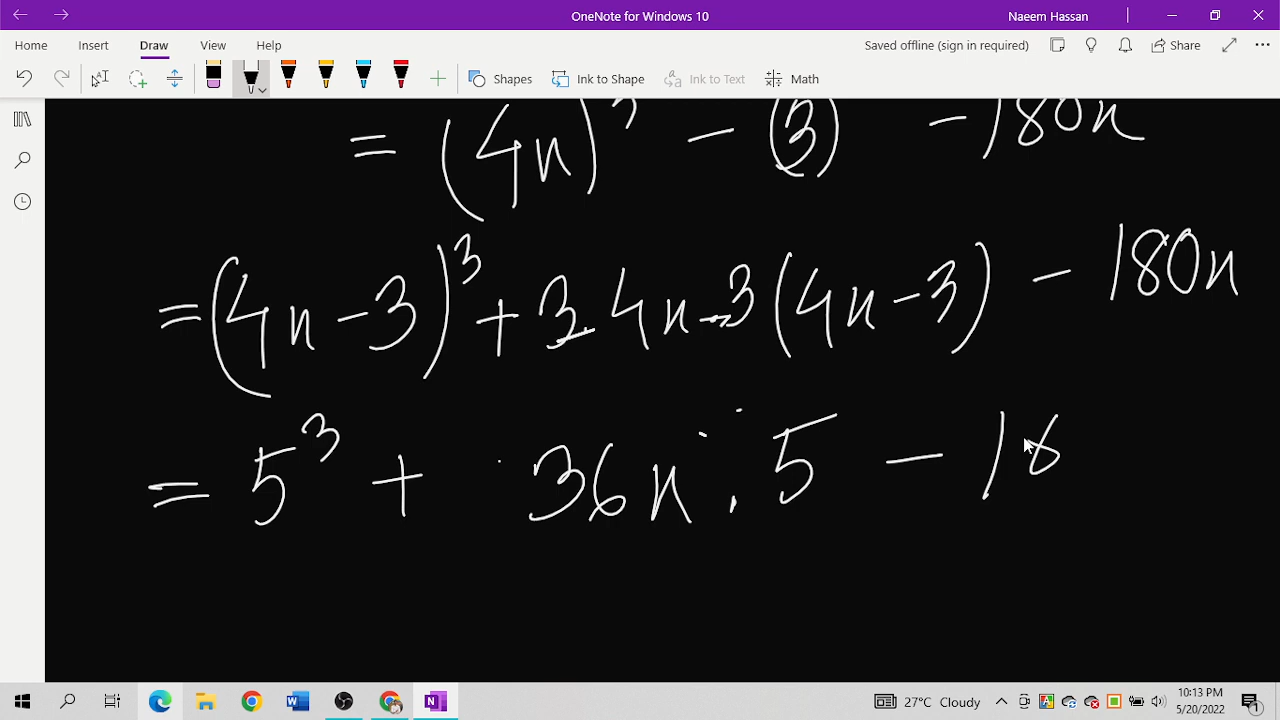 OneNote for Windows 10
Naeem Hassan
Home Insert Draw View Help
Saved offline (sign in required)
Share
Shapes
Ink to Shape
Ink to Text
Math
= (4x)³ - (3) - 180x
= (4x-3)³ + 3.4x.3(4x-3) - 180x
= 5³ + 36x.5 - 18
27°C Cloudy
10:13 PM
5/20/2022